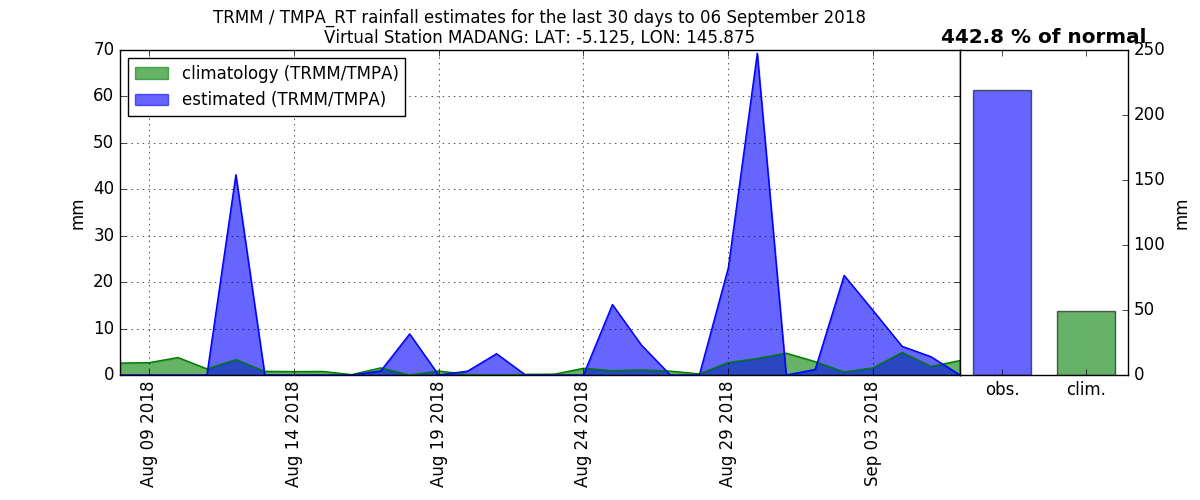 TRMM / TMPA_RT rainfall estimates for the last 30 days to 06 September 2018
Virtual Station MADANG: LAT: -5.125, LON: 145.875
442.8 % of normal
climatology (TRMM/TMPA)
estimated (TRMM/TMPA)
70
60
50
40
30
20
10
0
mm
Aug 09 2018
Aug 14 2018
Aug 19 2018
Aug 24 2018
Aug 29 2018
Sep 03 2018
250
200
150
100
50
0
mm
obs.
clim.